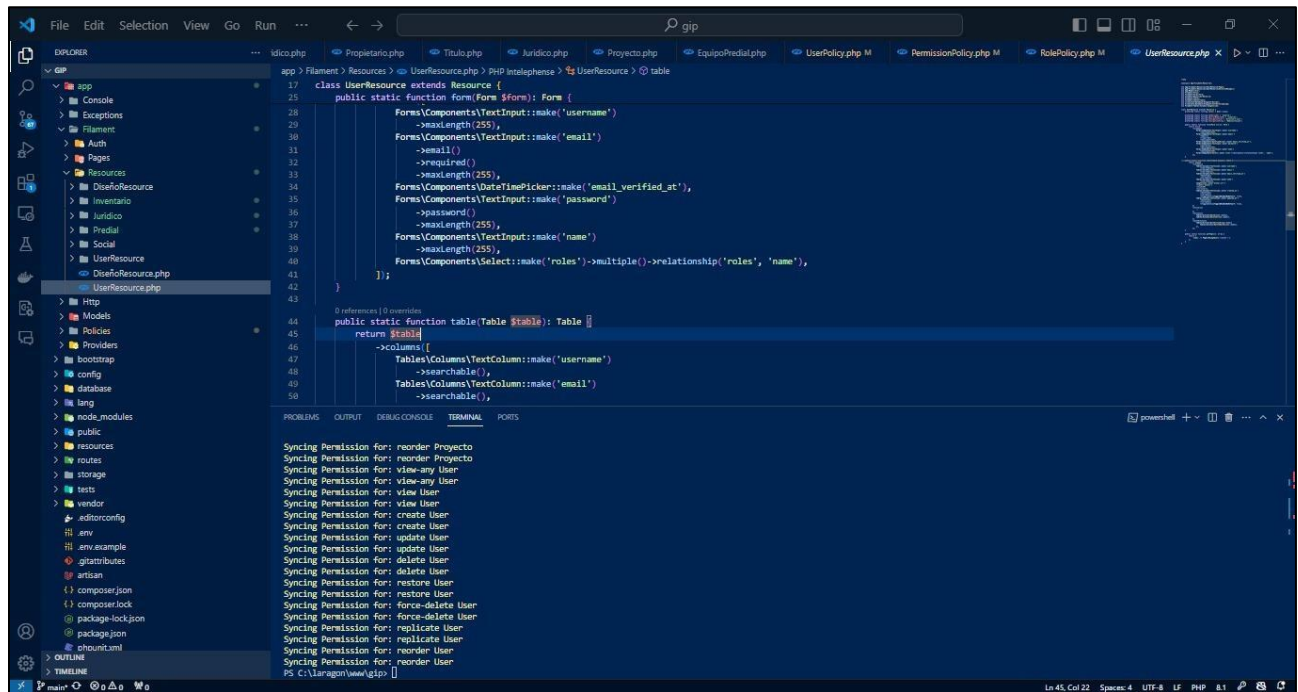 File Edit Selection View Go Run ··· gip
EXPLORER
GIP
app
Console
Exceptions
Filament
Auth
Pages
Resources
DiseñoResource
Inventario
Juridico
Predial
Social
UserResource
DiseñoResource.php
UserResource.php
Http
Models
Policies
Providers
bootstrap
config
database
lang
node_modules
public
resources
routes
storage
tests
vendor
.editorconfig
.env
.env.example
.gitattributes
artisan
composer.json
composer.lock
package-lock.json
package.json
phpunit.xml
OUTLINE
TIMELINE
idico.php Propietario.php Titulo.php Juridico.php Proyecto.php EquipoPredial.php UserPolicy.php M PermissionPolicy.php M RolePolicy.php M UserResource.php
app > Filament > Resources > UserResource.php > PHP Intelephense > UserResource > table
17 class UserResource extends Resource {
25 public static function form(Form $form): Form {
28 Forms\Components\TextInput::make('username')
29 ->maxLength(255),
30 Forms\Components\TextInput::make('email')
31 ->email()
32 ->required()
33 ->maxLength(255),
34 Forms\Components\DateTimePicker::make('email_verified_at'),
35 Forms\Components\TextInput::make('password')
36 ->password()
37 ->maxLength(255),
38 Forms\Components\TextInput::make('name')
39 ->maxLength(255),
40 Forms\Components\Select::make('roles')->multiple()->relationship('roles', 'name'),
41 ]);
42 }
43
0 references | 0 overrides
44 public static function table(Table $table): Table {
45 return $table
46 ->columns([
47 Tables\Columns\TextColumn::make('username')
48 ->searchable(),
49 Tables\Columns\TextColumn::make('email')
50 ->searchable(),
PROBLEMS OUTPUT DEBUG CONSOLE TERMINAL PORTS powershell
Syncing Permission for: reorder Proyecto
Syncing Permission for: reorder Proyecto
Syncing Permission for: view-any User
Syncing Permission for: view-any User
Syncing Permission for: view User
Syncing Permission for: view User
Syncing Permission for: create User
Syncing Permission for: create User
Syncing Permission for: update User
Syncing Permission for: update User
Syncing Permission for: delete User
Syncing Permission for: delete User
Syncing Permission for: restore User
Syncing Permission for: restore User
Syncing Permission for: force-delete User
Syncing Permission for: force-delete User
Syncing Permission for: replicate User
Syncing Permission for: replicate User
Syncing Permission for: reorder User
Syncing Permission for: reorder User
PS C:\laragon\www\gip>
main* 0 0 0 Ln 45, Col 22 Spaces: 4 UTF-8 LF PHP 8.1